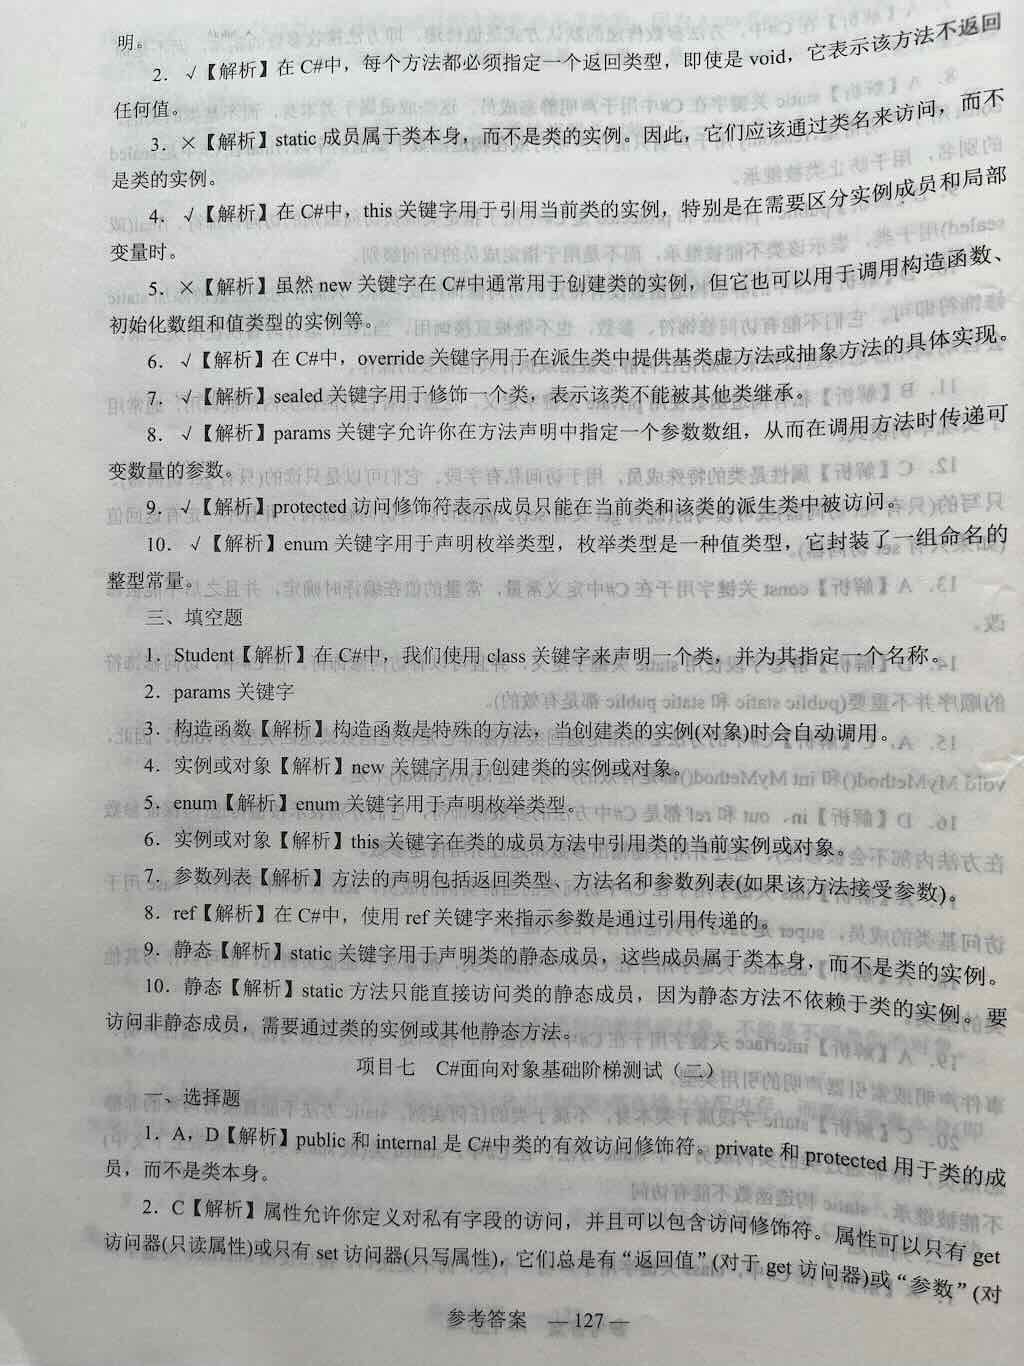 明。
2．√【解析】在 C#中，每个方法都必须指定一个返回类型，即使是 void，它表示该方法不返回
任何值。
3．×【解析】static 成员属于类本身，而不是类的实例。因此，它们应该通过类名来访问，而不
是类的实例。
4．√【解析】在 C#中，this 关键字用于引用当前类的实例，特别是在需要区分实例成员和局部
变量时。
5．×【解析】虽然 new 关键字在 C#中通常用于创建类的实例，但它也可以用于调用构造函数、
初始化数组和值类型的实例等。
6．√【解析】在 C#中，override 关键字用于在派生类中提供基类虚方法或抽象方法的具体实现。
7．√【解析】sealed 关键字用于修饰一个类，表示该类不能被其他类继承。
8．√【解析】params 关键字允许你在方法声明中指定一个参数数组，从而在调用方法时传递可
变数量的参数。
9．√【解析】protected 访问修饰符表示成员只能在当前类和该类的派生类中被访问。
10．√【解析】enum 关键字用于声明枚举类型，枚举类型是一种值类型，它封装了一组命名的
整型常量。
三、填空题
1．Student【解析】在 C#中，我们使用 class 关键字来声明一个类，并为其指定一个名称。
2．params 关键字
3．构造函数【解析】构造函数是特殊的方法，当创建类的实例(对象)时会自动调用。
4．实例或对象【解析】new 关键字用于创建类的实例或对象。
5．enum【解析】enum 关键字用于声明枚举类型。
6．实例或对象【解析】this 关键字在类的成员方法中引用类的当前实例或对象。
7．参数列表【解析】方法的声明包括返回类型、方法名和参数列表(如果该方法接受参数)。
8．ref【解析】在 C#中，使用 ref 关键字来指示参数是通过引用传递的。
9．静态【解析】static 关键字用于声明类的静态成员，这些成员属于类本身，而不是类的实例。
10．静态【解析】static 方法只能直接访问类的静态成员，因为静态方法不依赖于类的实例。要
访问非静态成员，需要通过类的实例或其他静态方法。
项目七 C#面向对象基础阶梯测试（二）
一、选择题
1．A，D【解析】public 和 internal 是 C#中类的有效访问修饰符。private 和 protected 用于类的成
员，而不是类本身。
2．C【解析】属性允许你定义对私有字段的访问，并且可以包含访问修饰符。属性可以只有 get
访问器(只读属性)或只有 set 访问器(只写属性)，它们总是有“返回值”(对于 get 访问器)或“参数”(对
参考答案 — 127 —